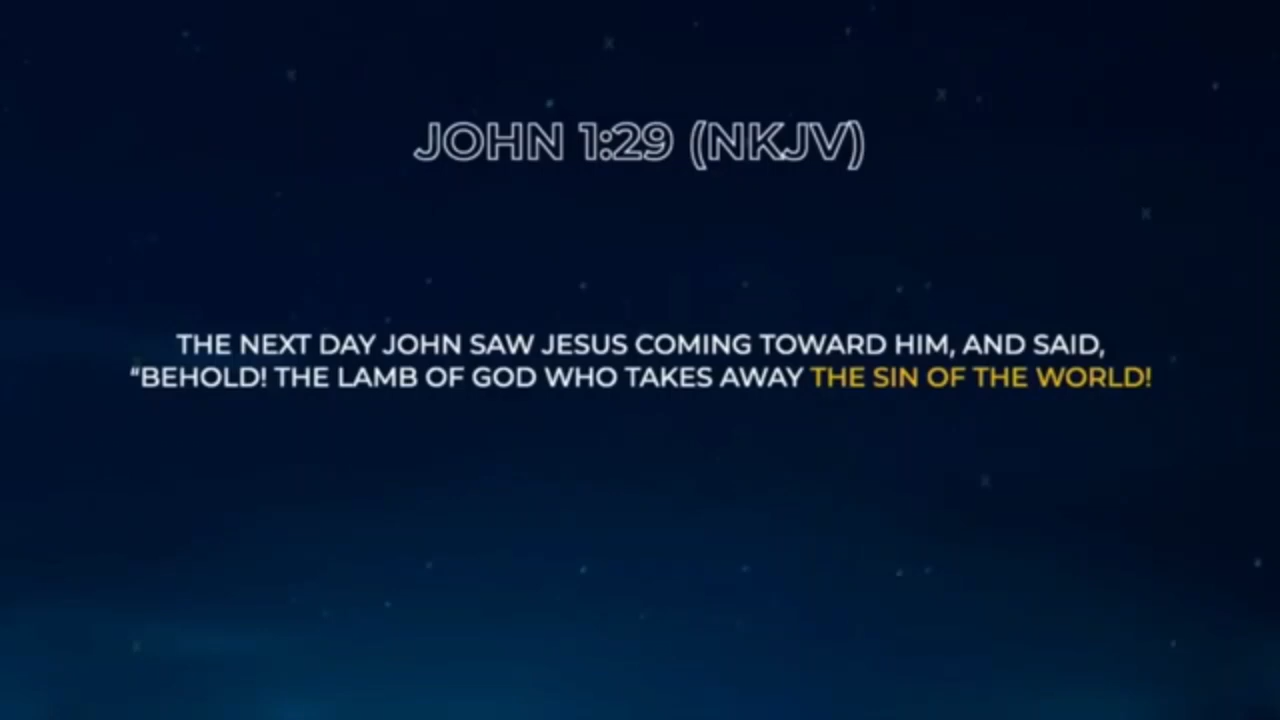 JOHN 1:29 (NKJV)
THE NEXT DAY JOHN SAW JESUS COMING TOWARD HIM, AND SAID,
“BEHOLD! THE LAMB OF GOD WHO TAKES AWAY THE SIN OF THE WORLD!